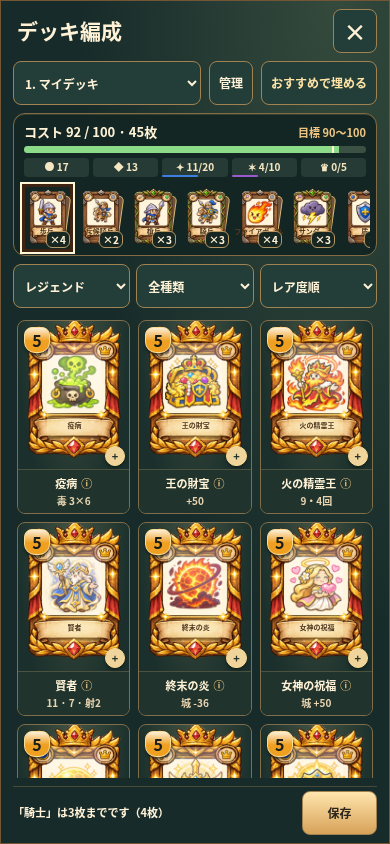 デッキ編成
×
1. マイデッキ
管理
おすすめで埋める
コスト 92 / 100・45枚
目標 90〜100
● 17
◆ 13
✦ 11/20
✶ 4/10
♛ 0/5
×4
×2
×3
×3
×4
×3
レジェンド
全種類
レア度順
5
5
5
疫病
王の財宝
火の精霊王
+
+
+
疫病 ⓘ
王の財宝 ⓘ
火の精霊王 ⓘ
毒 3×6
+50
9・4回
5
5
5
賢者
終末の炎
女神の祝福
+
+
+
賢者 ⓘ
終末の炎 ⓘ
女神の祝福 ⓘ
11・7・射2
城 -36
城 +50
5
5
5
「騎士」は3枚までです（4枚）
保存